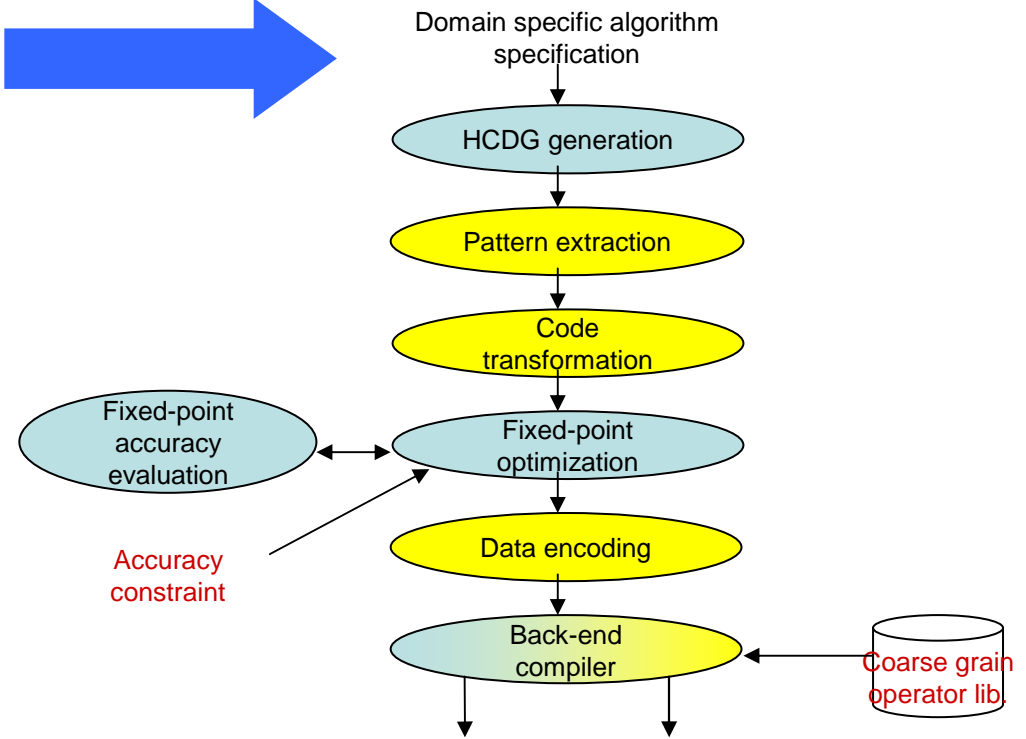 Domain specific algorithm
specification
HCDG generation
Pattern extraction
Code
transformation
Fixed-point
accuracy
evaluation
Fixed-point
optimization
Accuracy
constraint
Data encoding
Back-end
compiler
Coarse grain
operator lib.